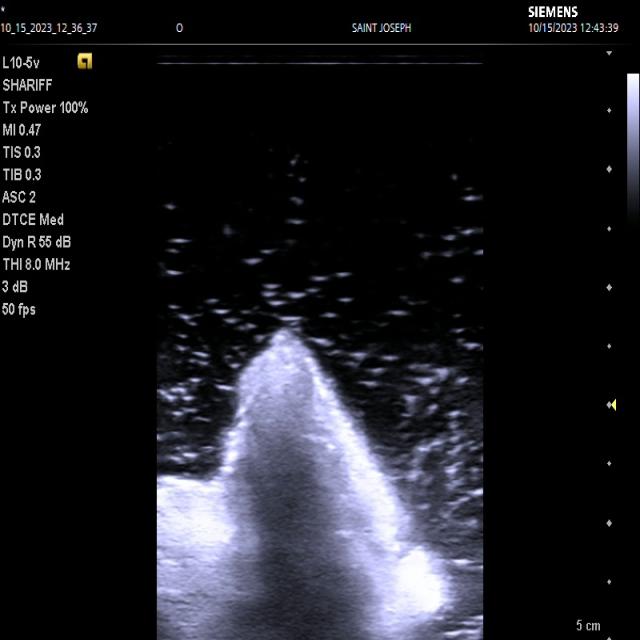 SIEMENS
10_15_2023_12_36_37 O SAINT JOSEPH 10/15/2023 12:43:39
L10-5v
SHARIFF
Tx Power 100%
MI 0.47
TIS 0.3
TIB 0.3
ASC 2
DTCE Med
Dyn R 55 dB
THI 8.0 MHz
3 dB
50 fps
5 cm